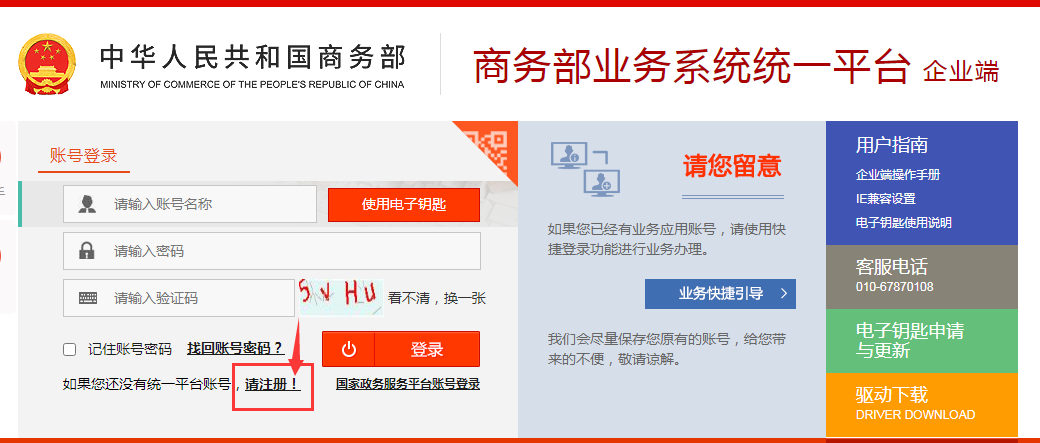 中华人民共和国商务部
MINISTRY OF COMMERCE OF THE PEOPLE'S REPUBLIC OF CHINA
商务部业务系统统一平台 企业端
账号登录
请输入账号名称
使用电子钥匙
请输入密码
请输入验证码
看不清，换一张
记住账号密码 找回账号密码？
登录
如果您还没有统一平台账号，请注册！
国家政务服务平台账号登录
请您留意
如果您已经有业务应用账号，请使用快
捷登录功能进行业务办理。
业务快捷引导
我们会尽量保存您原有的账号，给您带
来的不便，敬请谅解。
用户指南
企业端操作手册
IE兼容设置
电子钥匙使用说明
客服电话
010-67870108
电子钥匙申请
与更新
驱动下载
DRIVER DOWNLOAD